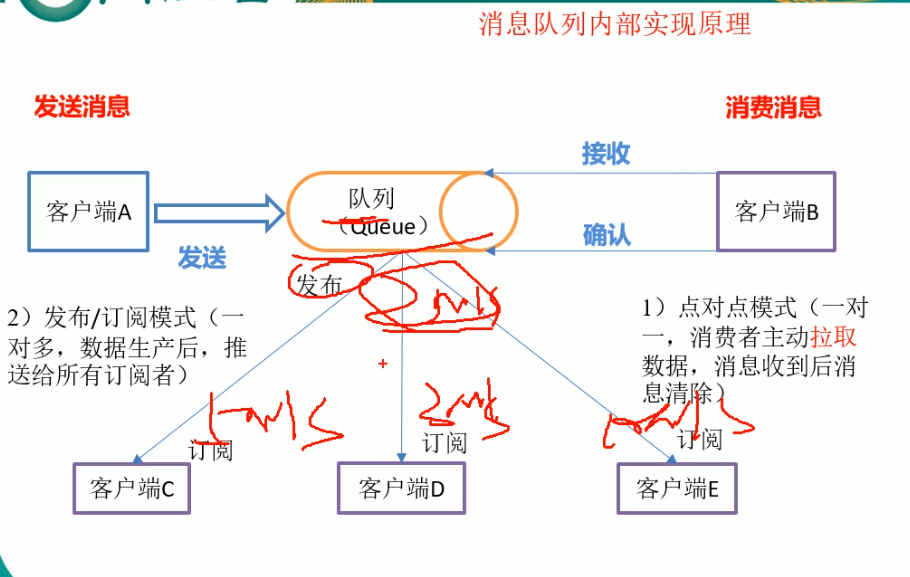 消息队列内部实现原理
发送消息
消费消息
接收
客户端A
队列
（Queue）
客户端B
发送
确认
发布
2）发布/订阅模式（一
对多，数据生产后，推
送给所有订阅者）
1）点对点模式（一对
一，消费者主动拉取
数据，消息收到后消
息清除）
订阅
订阅
订阅
客户端C
客户端D
客户端E